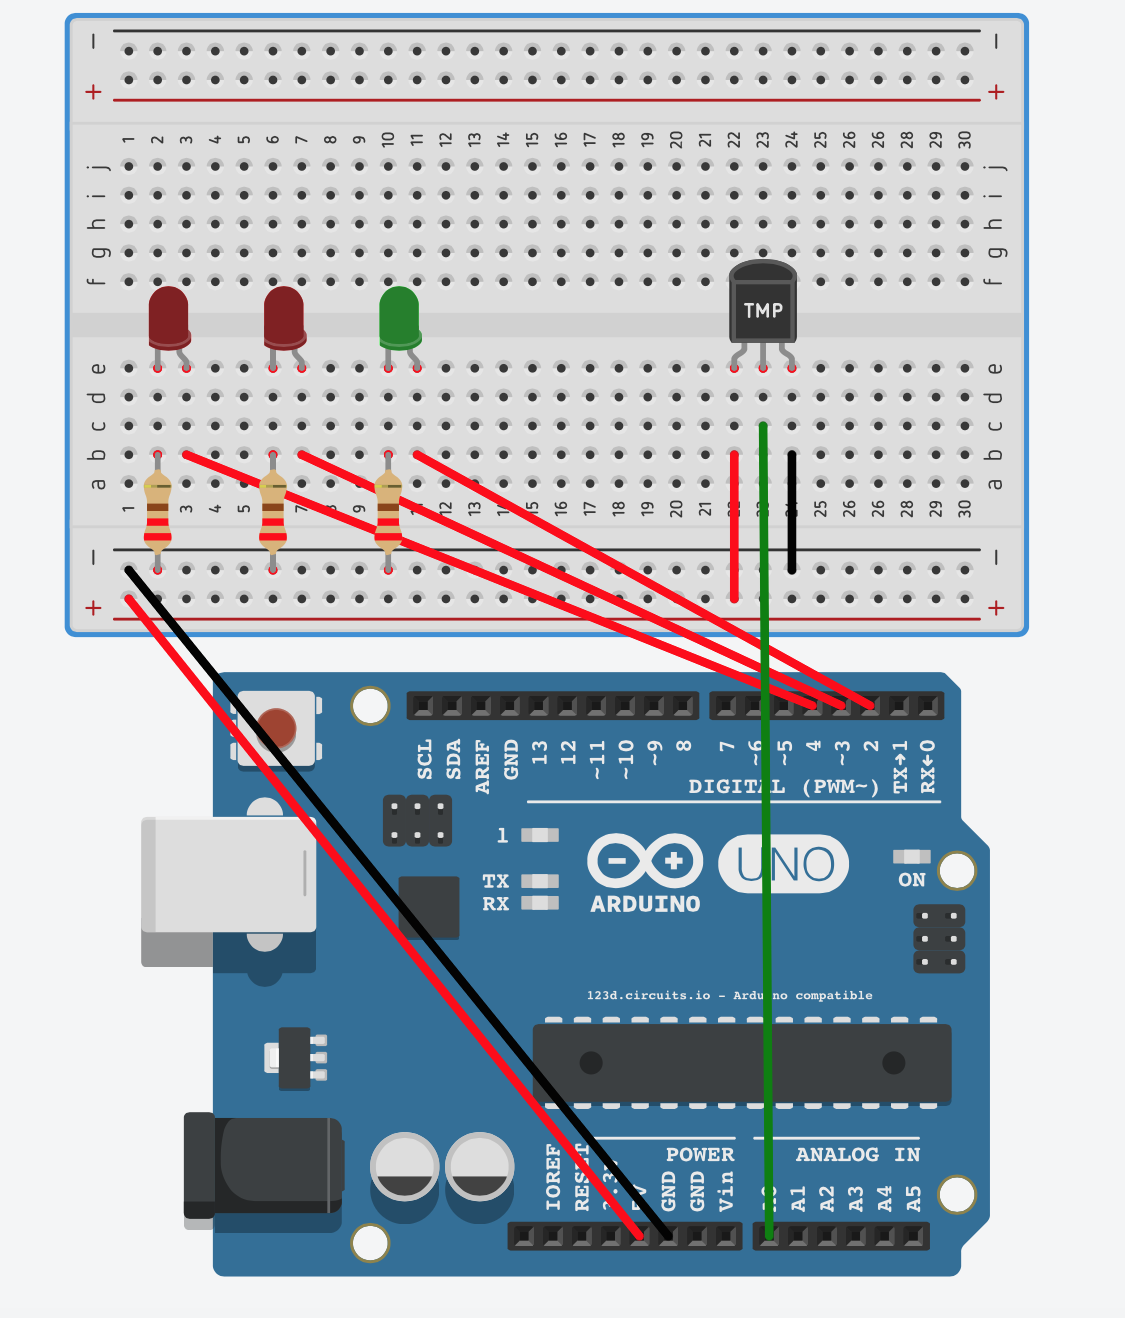 − −
+ +
1 2 3 4 5 6 7 8 9 10 11 12 13 14 15 16 17 18 19 20 21 22 23 24 25 26 26 28 29 30
j j
i i
h h
g g
f f
TMP
e e
d d
c c
b b
a a
1 3 4 5 7 9 12 13 15 16 17 18 19 20 21 25 26 26 28 29 30
− −
+ +
SCL SDA AREF GND 13 12 ~11 ~10 ~9 8 7 ~6 ~5 4 ~3 2 TX→1 RX←0
DIGITAL (PWM~)
1
TX
RX
ARDUINO
UNO
ON
123d.circuits.io - Arduino compatible
POWER
ANALOG IN
IOREF RESET 5V GND GND Vin A0 A1 A2 A3 A4 A5